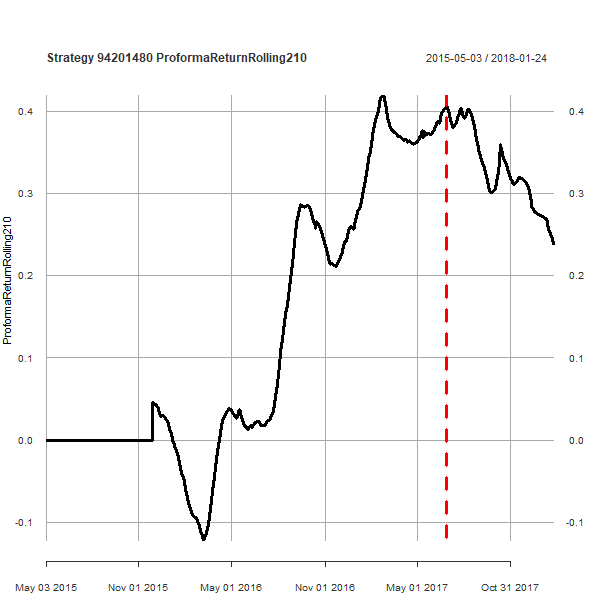 Strategy 94201480 ProformaReturnRolling210
2015-05-03 / 2018-01-24
ProformaReturnRolling210
0.4 0.4
0.3 0.3
0.2 0.2
0.1 0.1
0.0 0.0
-0.1 -0.1
May 03 2015 Nov 01 2015 May 01 2016 Nov 01 2016 May 01 2017 Oct 31 2017